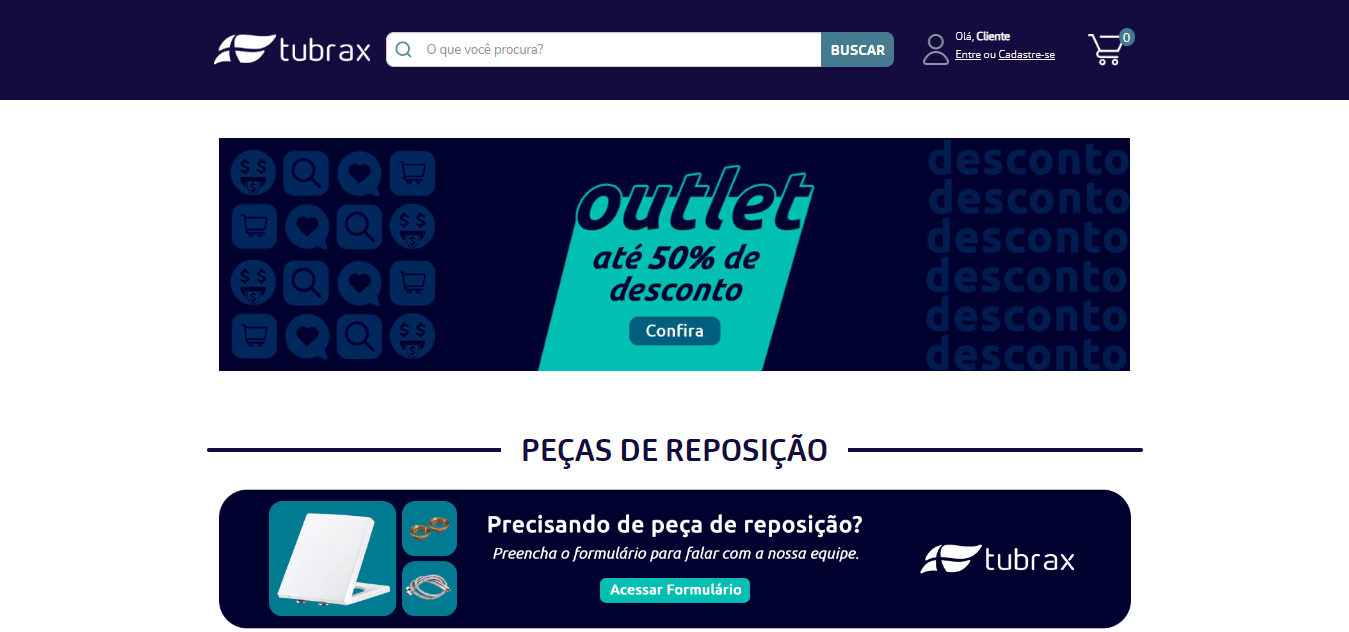 tubrax
O que você procura?
BUSCAR
Olá, Cliente
Entre ou Cadastre-se
0
outlet
até 50% de
desconto
Confira
desconto
desconto
desconto
desconto
desconto
desconto
PEÇAS DE REPOSIÇÃO
Precisando de peça de reposição?
Preencha o formulário para falar com a nossa equipe.
Acessar Formulário
tubrax